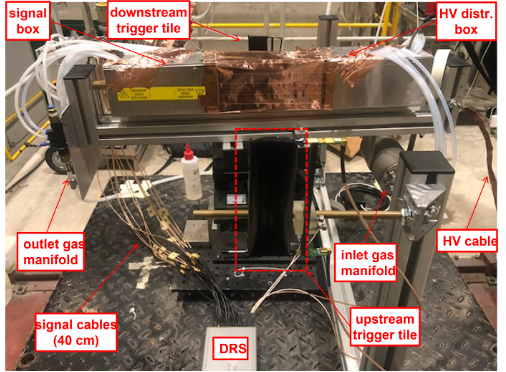 signal
box
downstream
trigger tile
HV distr.
box
outlet gas
manifold
inlet gas
manifold
HV cable
signal cables
(40 cm)
DRS
upstream
trigger tile